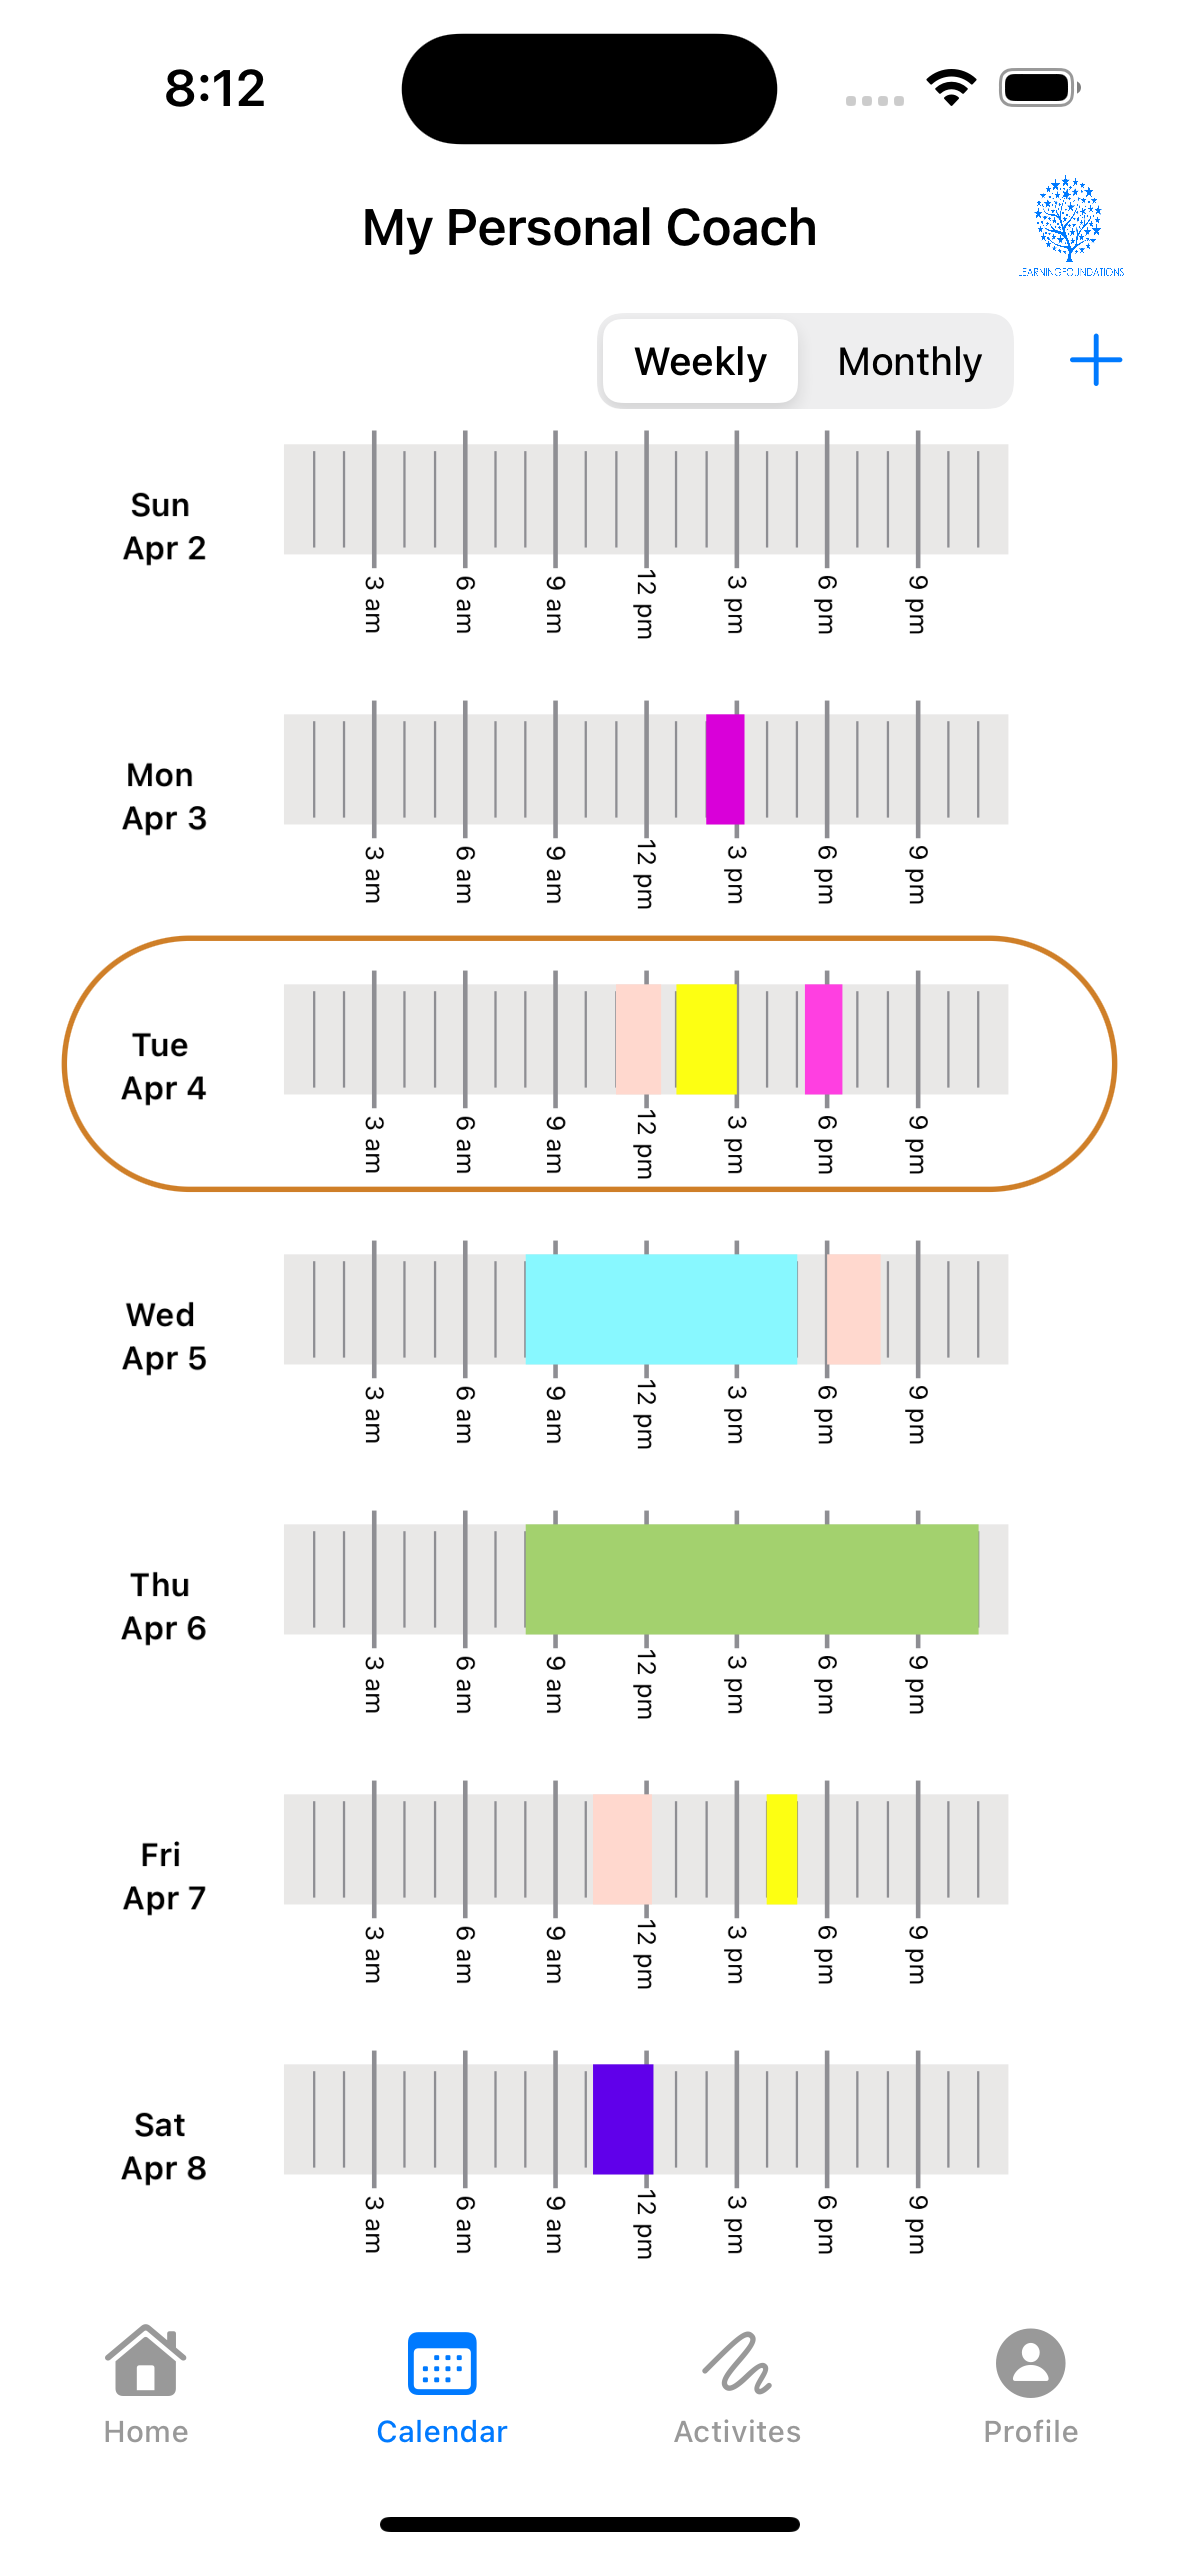 8:12
My Personal Coach
LEARNINGFOUNDATIONS
Weekly Monthly
Sun
Apr 2
3 am 6 am 9 am 12 pm 3 pm 6 pm 9 pm
Mon
Apr 3
3 am 6 am 9 am 12 pm 3 pm 6 pm 9 pm
Tue
Apr 4
3 am 6 am 9 am 12 pm 3 pm 6 pm 9 pm
Wed
Apr 5
3 am 6 am 9 am 12 pm 3 pm 6 pm 9 pm
Thu
Apr 6
3 am 6 am 9 am 12 pm 3 pm 6 pm 9 pm
Fri
Apr 7
3 am 6 am 9 am 12 pm 3 pm 6 pm 9 pm
Sat
Apr 8
3 am 6 am 9 am 12 pm 3 pm 6 pm 9 pm
Home Calendar Activites Profile